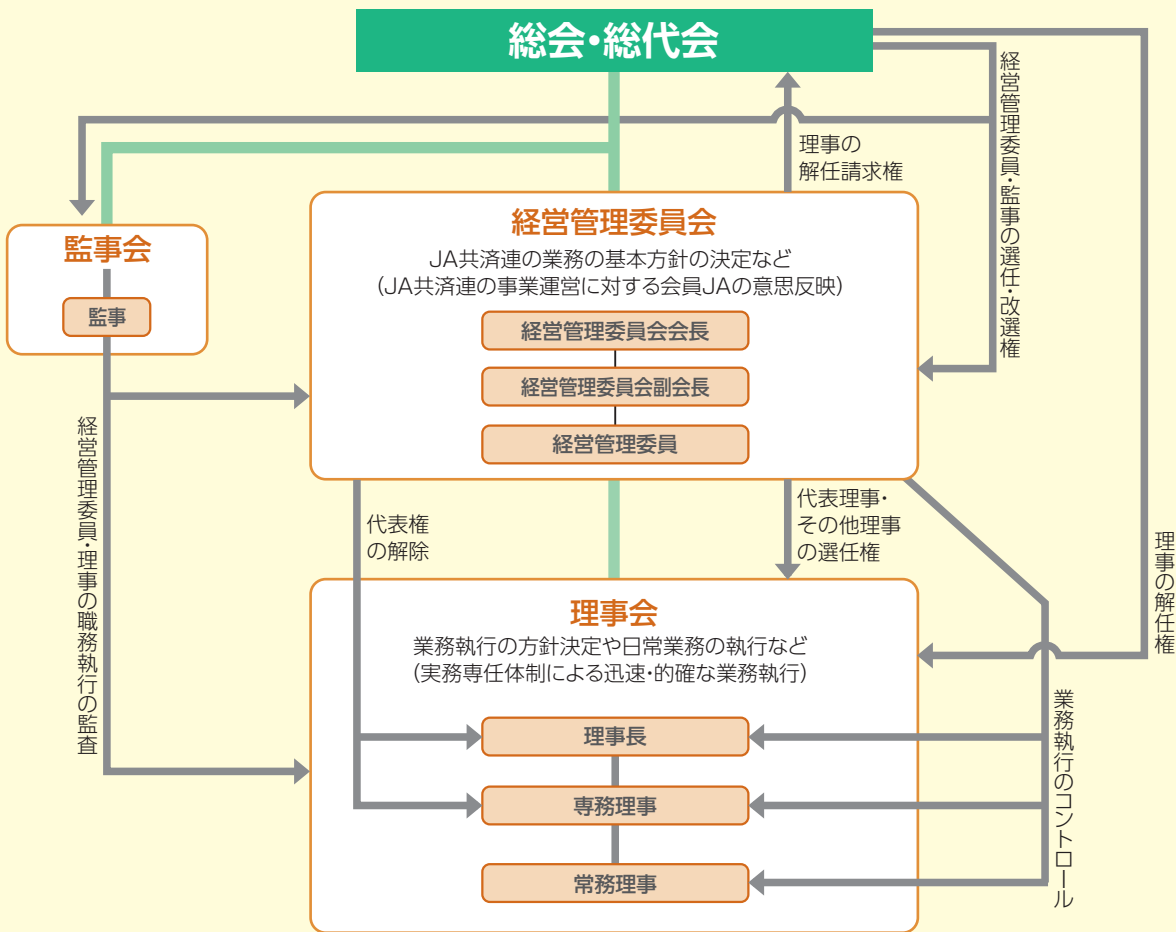 総会・総代会
理事の
解任請求権
経営管理委員・監事の選任・改選権
監事会
監事
経営管理委員会
JA共済連の業務の基本方針の決定など
(JA共済連の事業運営に対する会員JAの意思反映)
経営管理委員会会長
経営管理委員会副会長
経営管理委員
経営管理委員・理事の職務執行の監査
代表権
の解除
代表理事・
その他理事
の選任権
理事の解任権
理事会
業務執行の方針決定や日常業務の執行など
(実務専任体制による迅速・的確な業務執行)
理事長
専務理事
常務理事
業務執行のコントロール